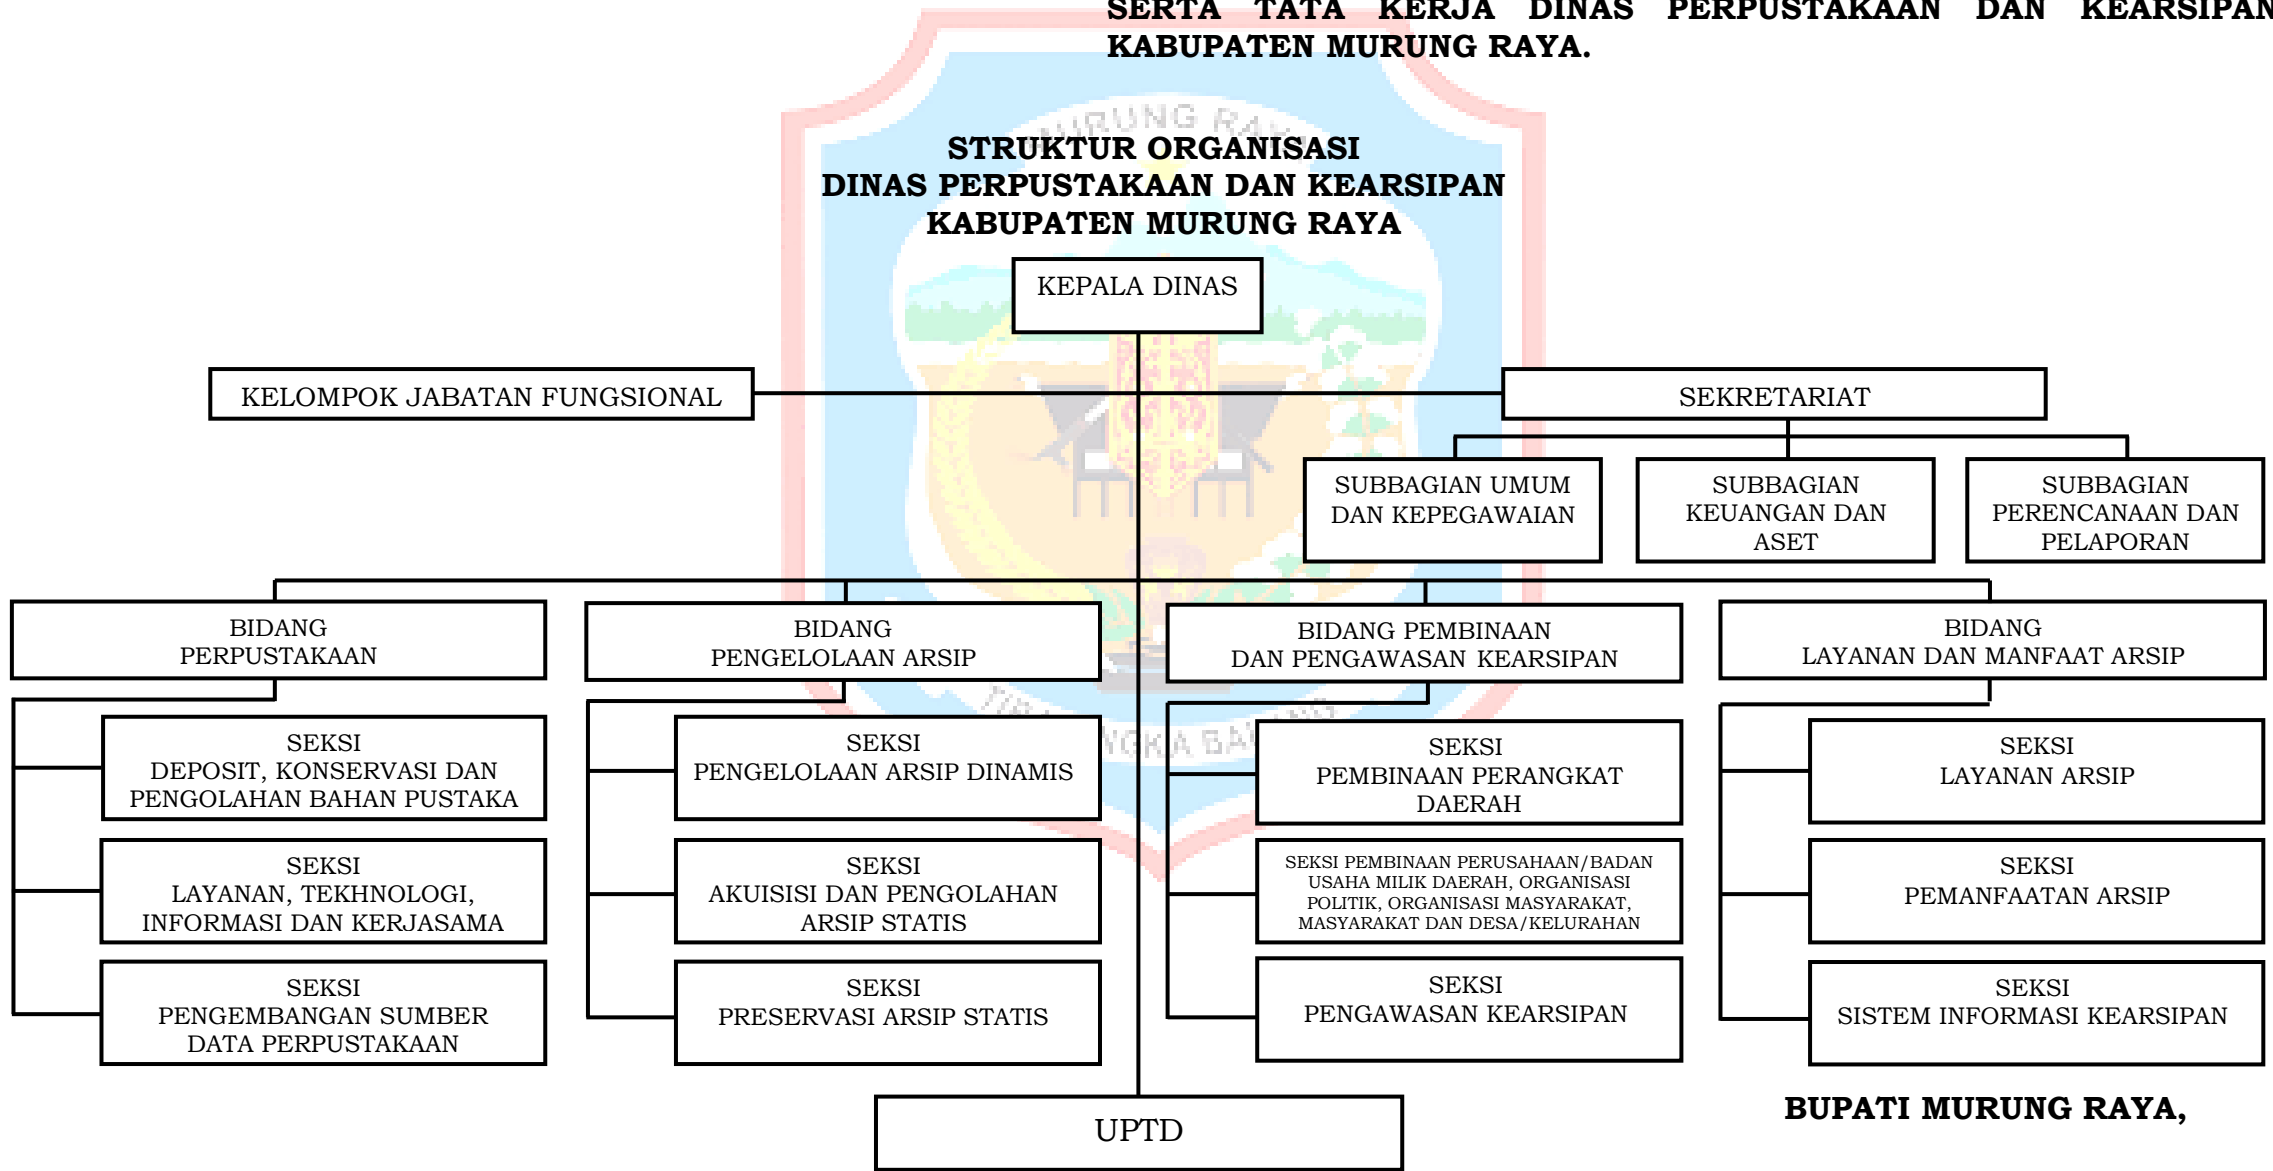 SERTA TATA KERJA DINAS PERPUSTAKAAN DAN KEARSIPAN
KABUPATEN MURUNG RAYA.
MURUNG RAYA
STRUKTUR ORGANISASI
DINAS PERPUSTAKAAN DAN KEARSIPAN
KABUPATEN MURUNG RAYA
KEPALA DINAS
KELOMPOK JABATAN FUNGSIONAL
SEKRETARIAT
SUBBAGIAN UMUM
DAN KEPEGAWAIAN
SUBBAGIAN
KEUANGAN DAN
ASET
SUBBAGIAN
PERENCANAAN DAN
PELAPORAN
BIDANG
PERPUSTAKAAN
BIDANG
PENGELOLAAN ARSIP
BIDANG PEMBINAAN
DAN PENGAWASAN KEARSIPAN
BIDANG
LAYANAN DAN MANFAAT ARSIP
SEKSI
DEPOSIT, KONSERVASI DAN
PENGOLAHAN BAHAN PUSTAKA
SEKSI
LAYANAN, TEKHNOLOGI,
INFORMASI DAN KERJASAMA
SEKSI
PENGEMBANGAN SUMBER
DATA PERPUSTAKAAN
SEKSI
PENGELOLAAN ARSIP DINAMIS
SEKSI
AKUISISI DAN PENGOLAHAN
ARSIP STATIS
SEKSI
PRESERVASI ARSIP STATIS
SEKSI
PEMBINAAN PERANGKAT
DAERAH
SEKSI PEMBINAAN PERUSAHAAN/BADAN
USAHA MILIK DAERAH, ORGANISASI
POLITIK, ORGANISASI MASYARAKAT,
MASYARAKAT DAN DESA/KELURAHAN
SEKSI
PENGAWASAN KEARSIPAN
SEKSI
LAYANAN ARSIP
SEKSI
PEMANFAATAN ARSIP
SEKSI
SISTEM INFORMASI KEARSIPAN
UPTD
BUPATI MURUNG RAYA,